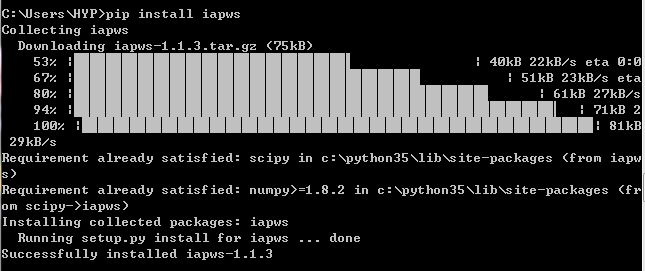 C:\Users\HYP>pip install iapws
Collecting iapws
Downloading iapws-1.1.3.tar.gz (75kB)
53% | | 40kB 22kB/s eta 0:0
67% | | 51kB 23kB/s eta
80% | | 61kB 27kB/s
94% | | 71kB 2
100% | | 81kB
29kB/s
Requirement already satisfied: scipy in c:\python35\lib\site-packages (from iapw
s)
Requirement already satisfied: numpy>=1.8.2 in c:\python35\lib\site-packages (fr
om scipy->iapws)
Installing collected packages: iapws
Running setup.py install for iapws ... done
Successfully installed iapws-1.1.3